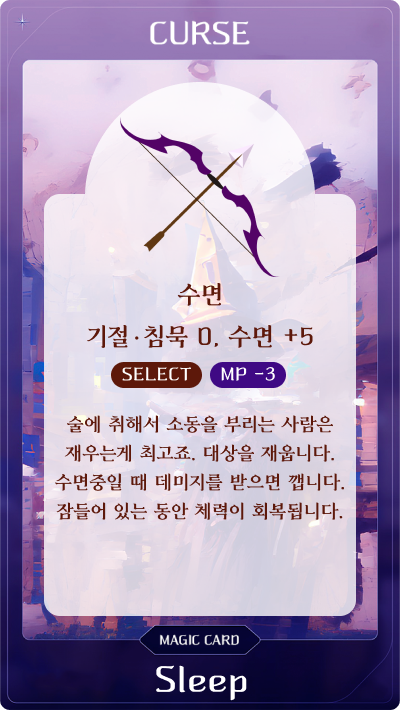 CURSE
수면
기절·침묵 0, 수면 +5
SELECT MP -3
술에 취해서 소동을 부리는 사람은
재우는게 최고죠. 대상을 재웁니다.
수면중일 때 데미지를 받으면 깹니다.
잠들어 있는 동안 체력이 회복됩니다.
MAGIC CARD
Sleep